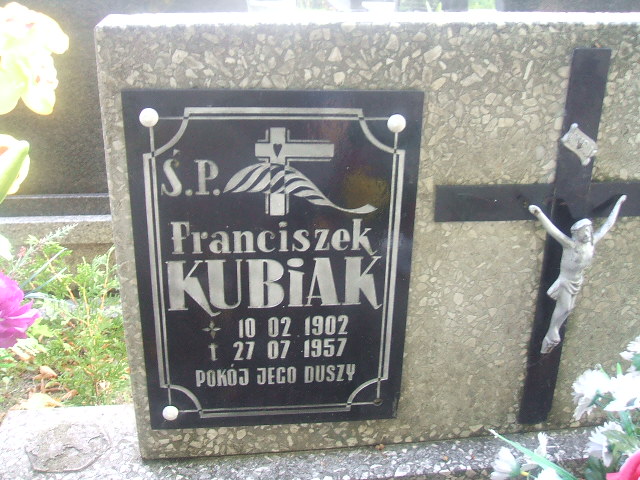 Ś.P.
Franciszek
KUBiAK
* 10 02 1902
† 27 07 1957
POKÓJ JEGO DUSZY